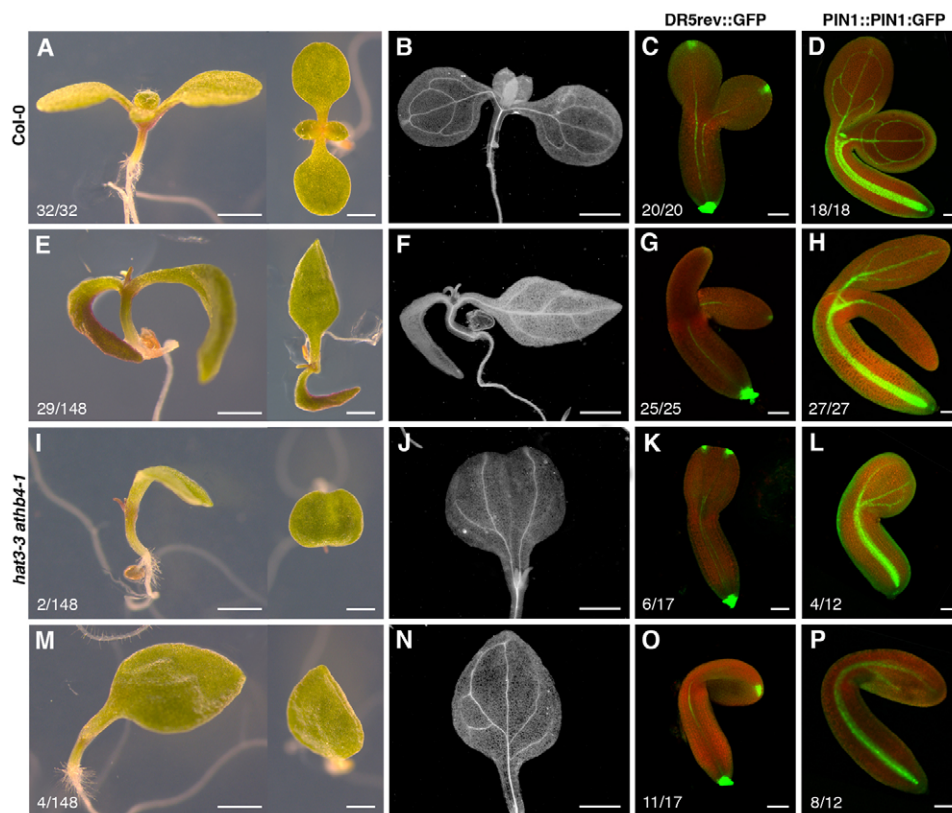 DR5rev::GFP PIN1::PIN1:GFP
Col-0
A B C D
32/32 20/20 18/18
E F G H
29/148 25/25 27/27
hat3-3 athb4-1
I J K L
2/148 6/17 4/12
M N O P
4/148 11/17 8/12